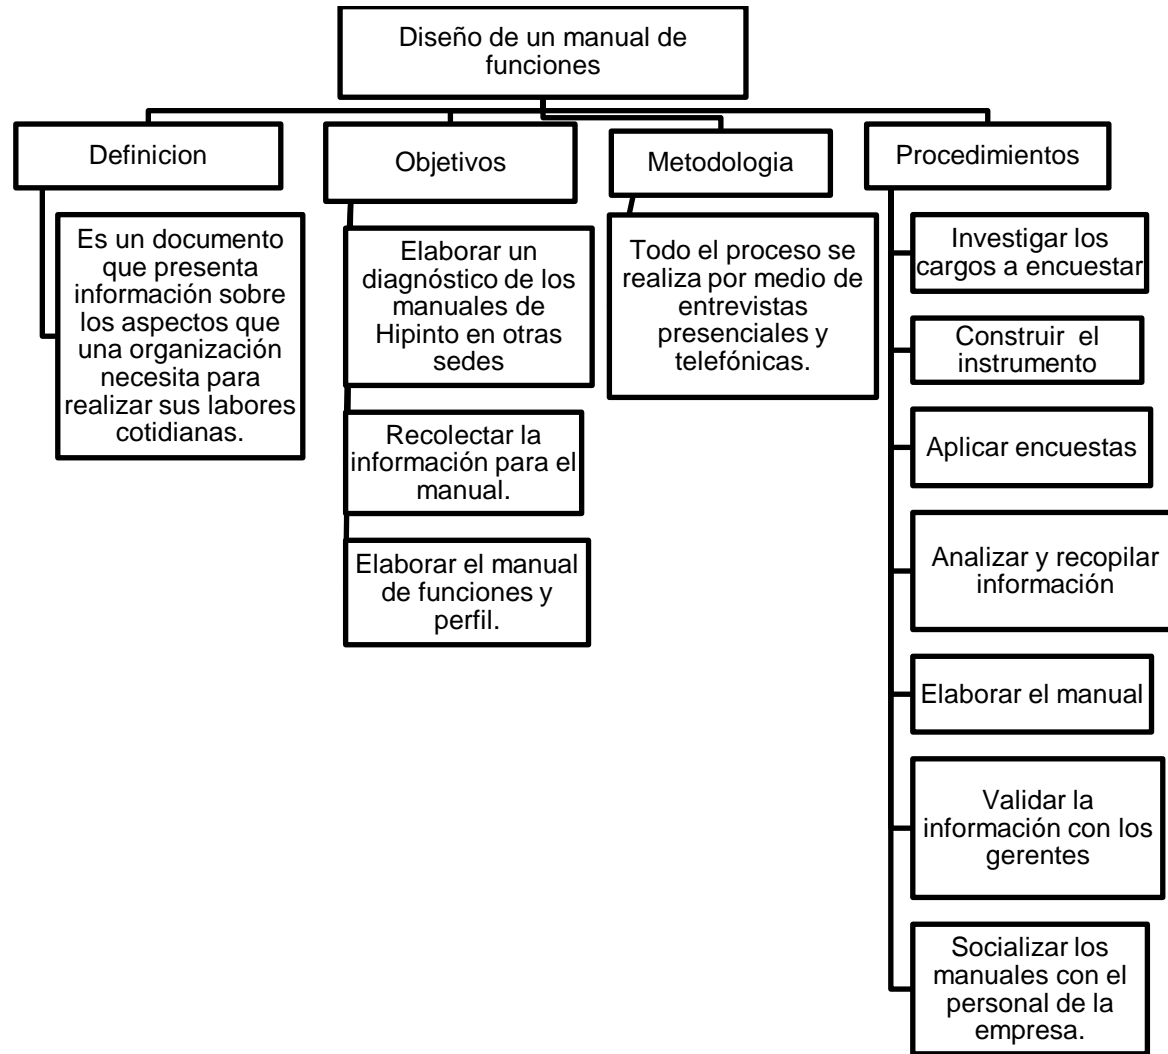 Diseño de un manual de
funciones
Definicion
Objetivos
Metodologia
Procedimientos
Es un documento
que presenta
información sobre
los aspectos que
una organización
necesita para
realizar sus labores
cotidianas.
Elaborar un
diagnóstico de los
manuales de
Hipinto en otras
sedes
Recolectar la
información para el
manual.
Elaborar el manual
de funciones y
perfil.
Todo el proceso se
realiza por medio de
entrevistas
presenciales y
telefónicas.
Investigar los
cargos a encuestar
Construir el
instrumento
Aplicar encuestas
Analizar y recopilar
información
Elaborar el manual
Validar la
información con los
gerentes
Socializar los
manuales con el
personal de la
empresa.